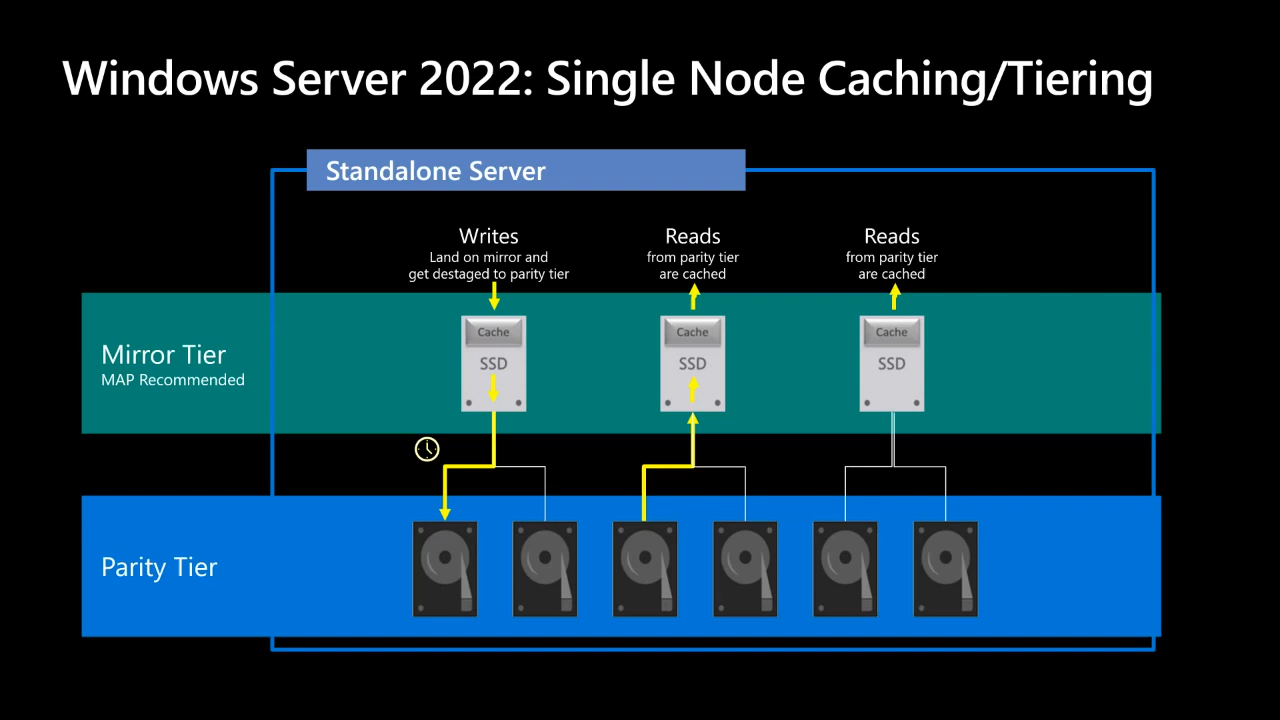 Windows Server 2022: Single Node Caching/Tiering
Standalone Server
Writes
Land on mirror and
get destaged to parity tier
Reads
from parity tier
are cached
Reads
from parity tier
are cached
Mirror Tier
MAP Recommended
Cache
SSD
Cache
SSD
Cache
SSD
Parity Tier